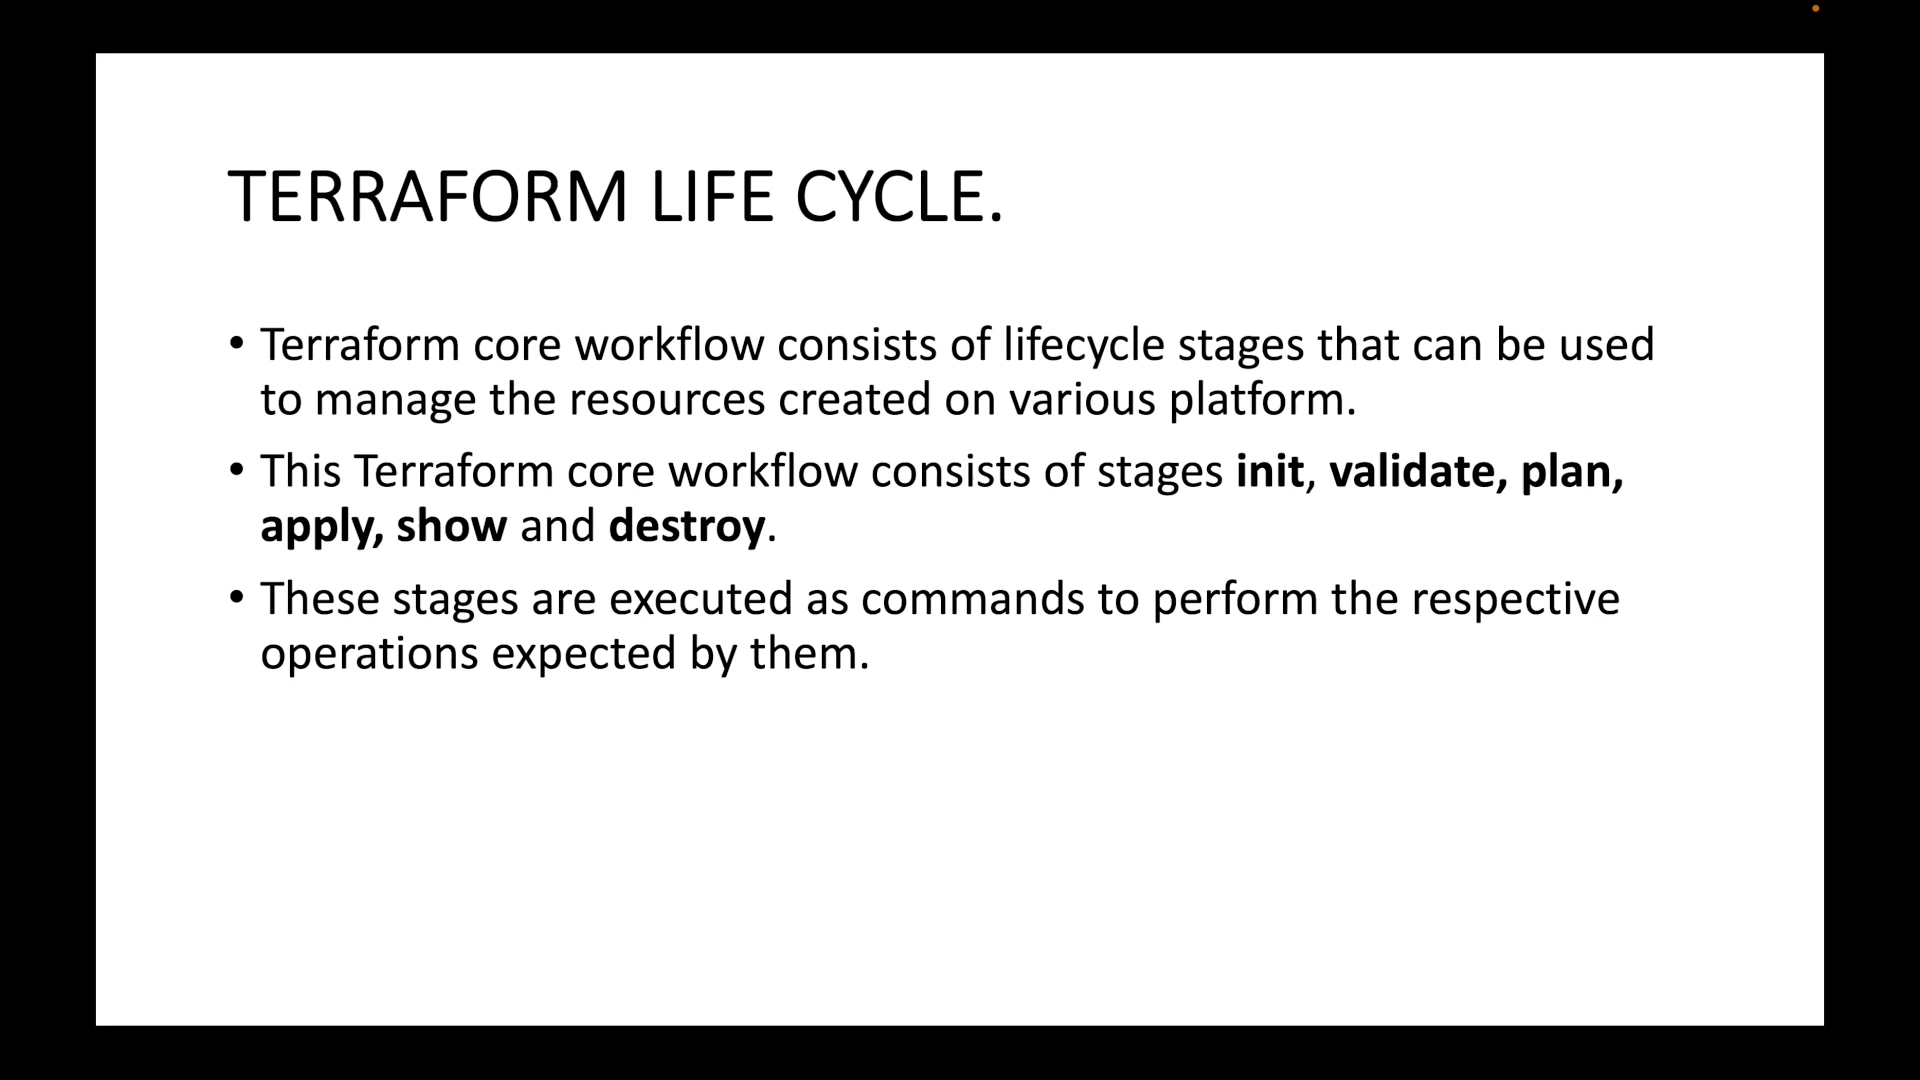 TERRAFORM LIFE CYCLE.
• Terraform core workflow consists of lifecycle stages that can be used
to manage the resources created on various platform.
• This Terraform core workflow consists of stages init, validate, plan,
apply, show and destroy.
• These stages are executed as commands to perform the respective
operations expected by them.